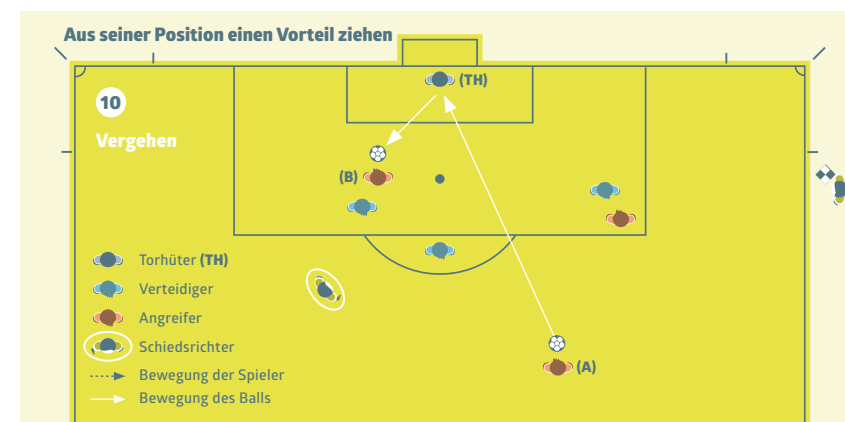 Aus seiner Position einen Vorteil ziehen
(TH)
10
Vergehen
(B)
Torhüter (TH)
Verteidiger
Angreifer
Schiedsrichter
(A)
Bewegung der Spieler
Bewegung des Balls